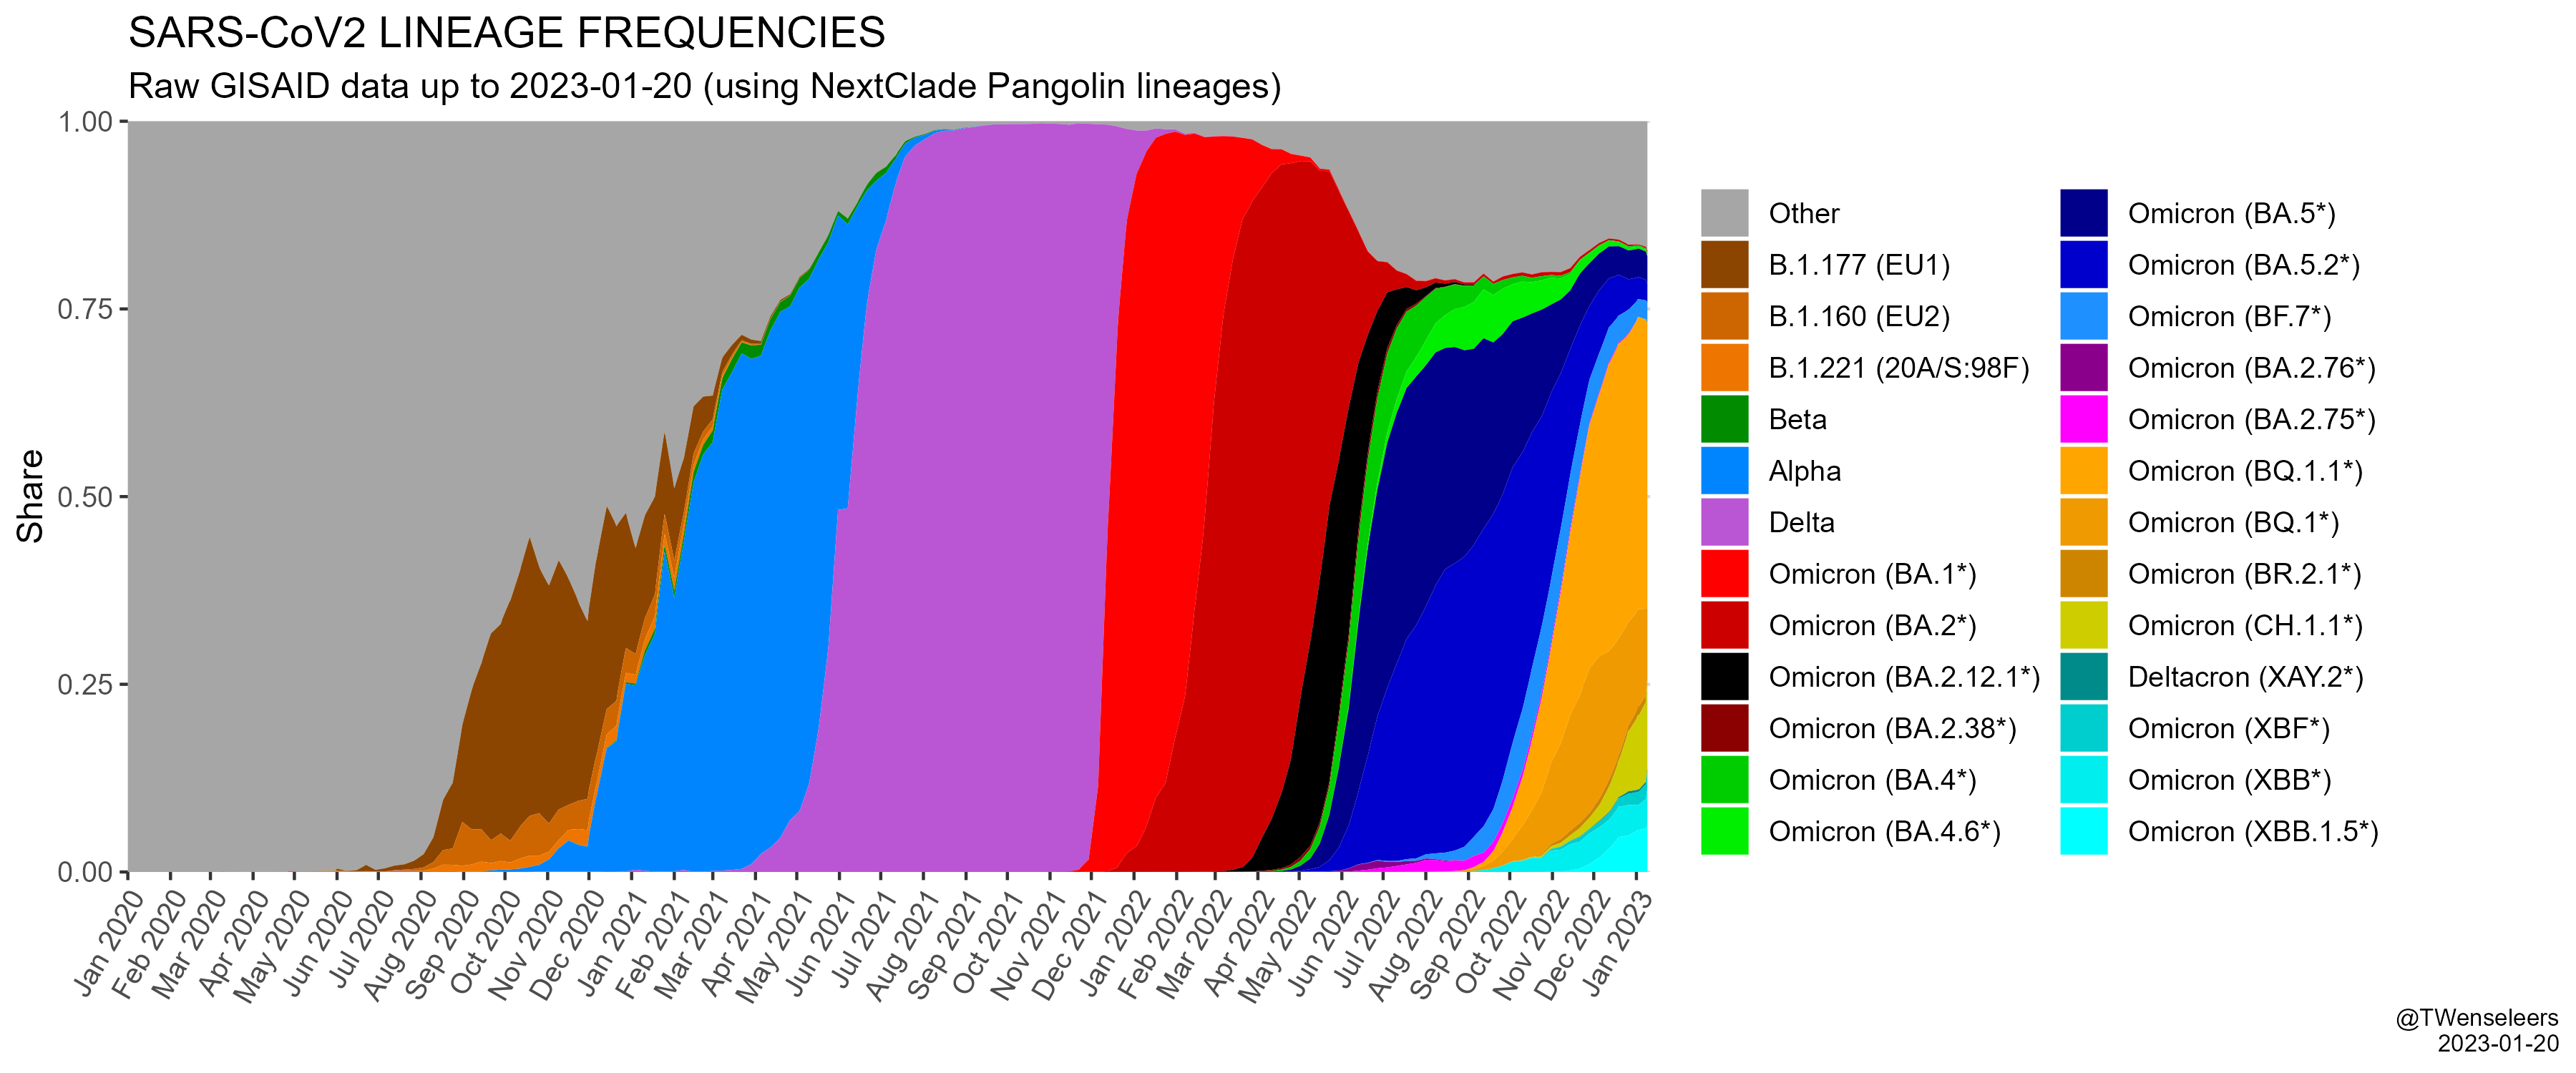 SARS-CoV2 LINEAGE FREQUENCIES
Raw GISAID data up to 2023-01-20 (using NextClade Pangolin lineages)
Share
1.00
0.75
0.50
0.25
0.00
Jan 2020
Feb 2020
Mar 2020
Apr 2020
May 2020
Jun 2020
Jul 2020
Aug 2020
Sep 2020
Oct 2020
Nov 2020
Dec 2020
Jan 2021
Feb 2021
Mar 2021
Apr 2021
May 2021
Jun 2021
Jul 2021
Aug 2021
Sep 2021
Oct 2021
Nov 2021
Dec 2021
Jan 2022
Feb 2022
Mar 2022
Apr 2022
May 2022
Jun 2022
Jul 2022
Aug 2022
Sep 2022
Oct 2022
Nov 2022
Dec 2022
Jan 2023
Other
B.1.177 (EU1)
B.1.160 (EU2)
B.1.221 (20A/S:98F)
Beta
Alpha
Delta
Omicron (BA.1*)
Omicron (BA.2*)
Omicron (BA.2.12.1*)
Omicron (BA.2.38*)
Omicron (BA.4*)
Omicron (BA.4.6*)
Omicron (BA.5*)
Omicron (BA.5.2*)
Omicron (BF.7*)
Omicron (BA.2.76*)
Omicron (BA.2.75*)
Omicron (BQ.1.1*)
Omicron (BQ.1*)
Omicron (BR.2.1*)
Omicron (CH.1.1*)
Deltacron (XAY.2*)
Omicron (XBF*)
Omicron (XBB*)
Omicron (XBB.1.5*)
@TWenseleers
2023-01-20